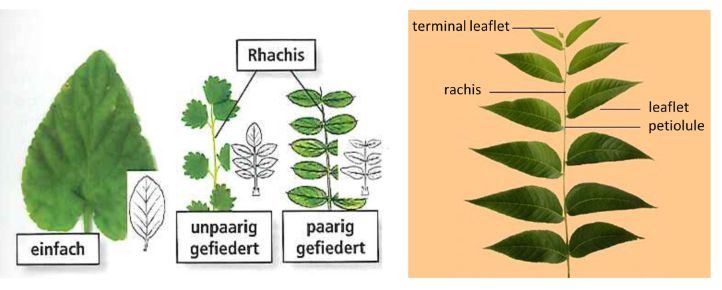 Rhachis
einfach
unpaarig
gefiedert
paarig
gefiedert
terminal leaflet
rachis
leaflet
petiolule